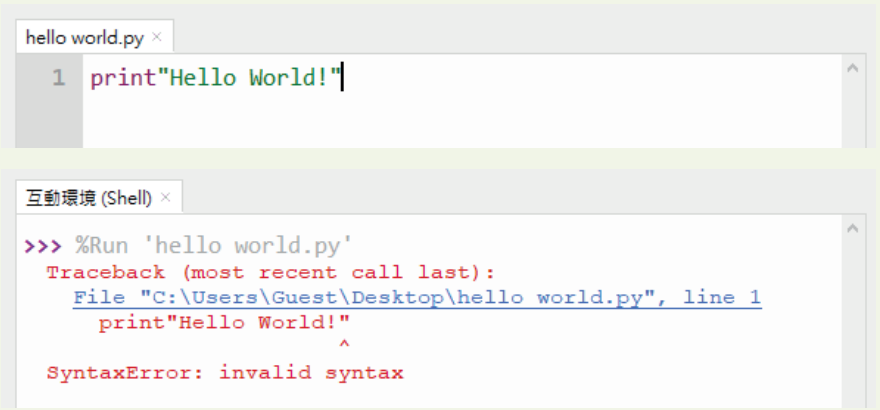 hello world.py ×
1 print"Hello World!"
互動環境 (Shell) ×
>>> %Run 'hello world.py'
Traceback (most recent call last):
File "C:\Users\Guest\Desktop\hello world.py", line 1
print"Hello World!"
^
SyntaxError: invalid syntax